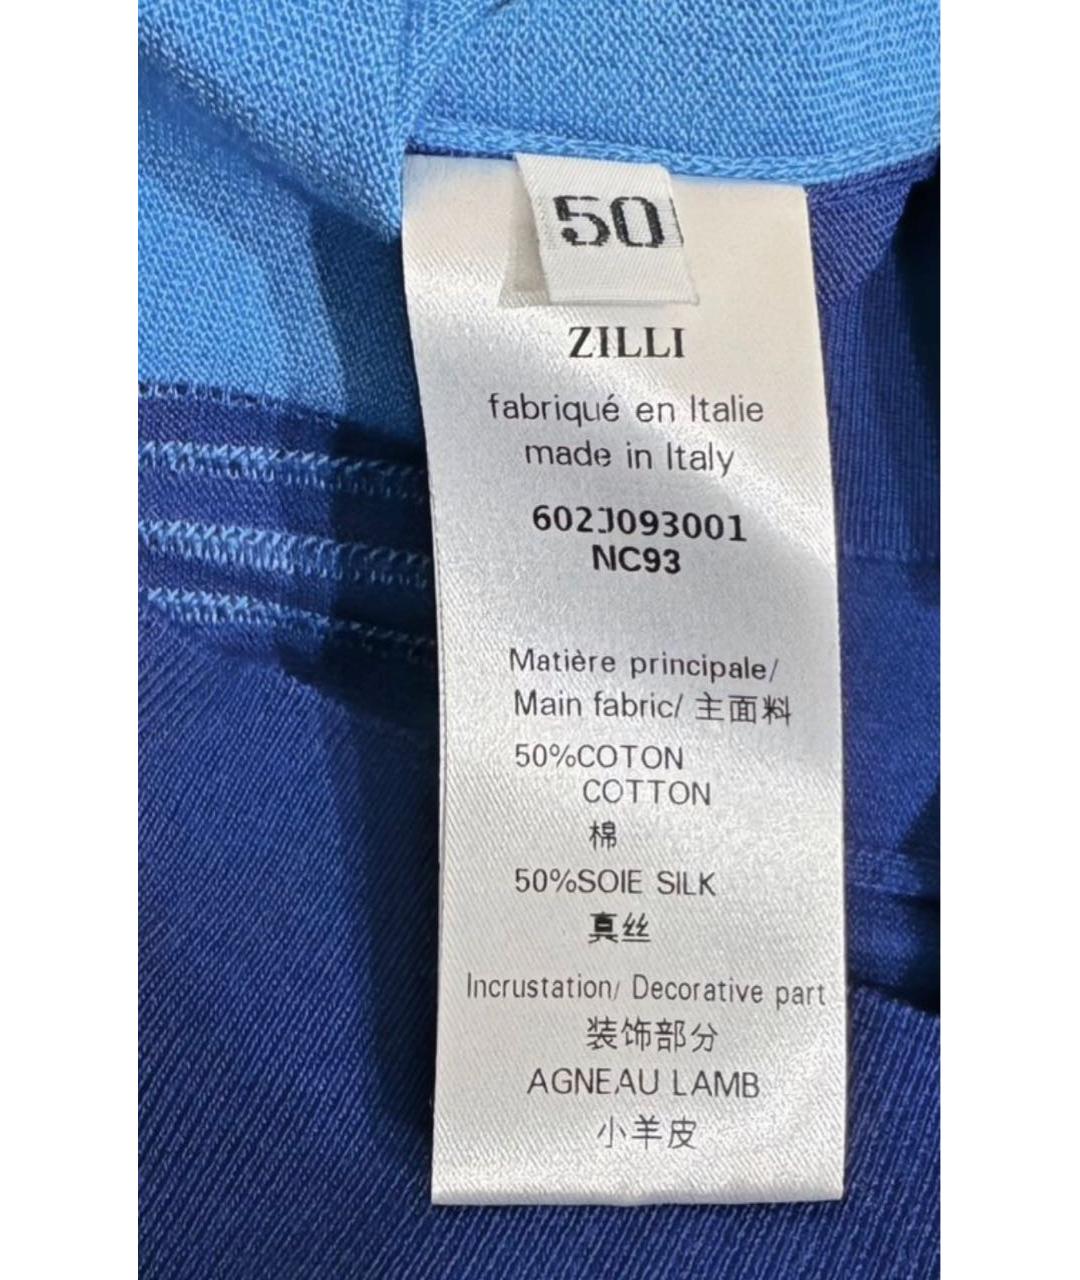 50
ZILLI
fabriqué en Italie
made in Italy
602J093001
NC93
Matière principale/
Main fabric/ 主面料
50%COTON
COTTON
棉
50%SOIE SILK
真丝
Incrustation/ Decorative part
装饰部分
AGNEAU LAMB
小羊皮